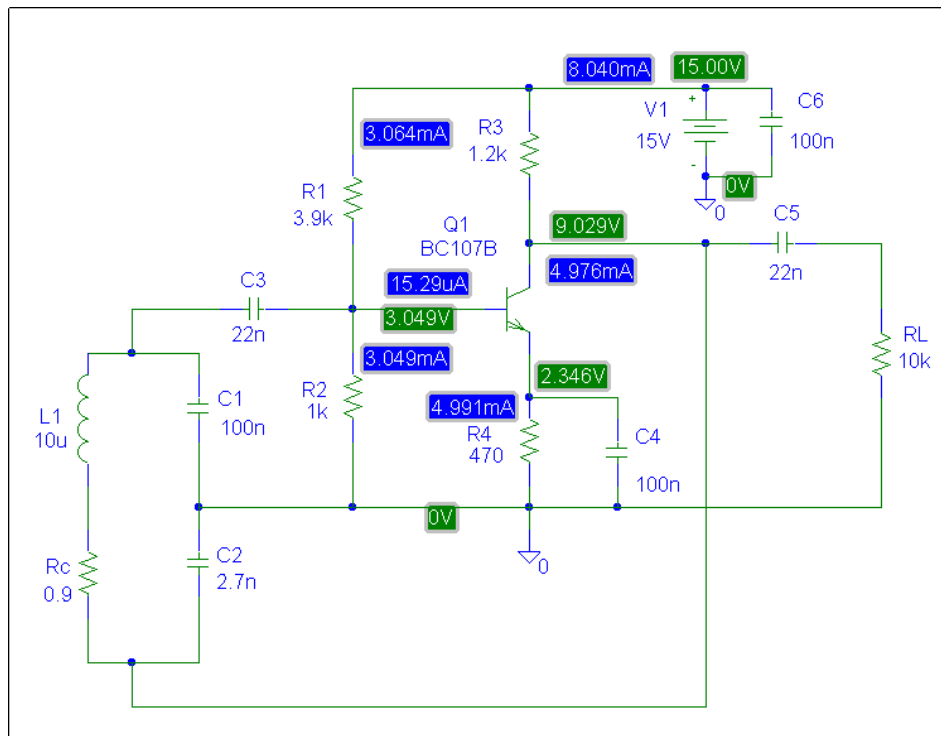 8.040mA
15.00V
C6
100n
V1
+
15V
-
0V
0
3.064mA
R3
1.2k
R1
3.9k
Q1
BC107B
9.029V
C5
22n
4.976mA
15.29uA
3.049V
C3
22n
RL
10k
3.049mA
2.346V
R2
1k
4.991mA
R4
470
C4
100n
L1
10u
C1
100n
0V
0
Rc
0.9
C2
2.7n